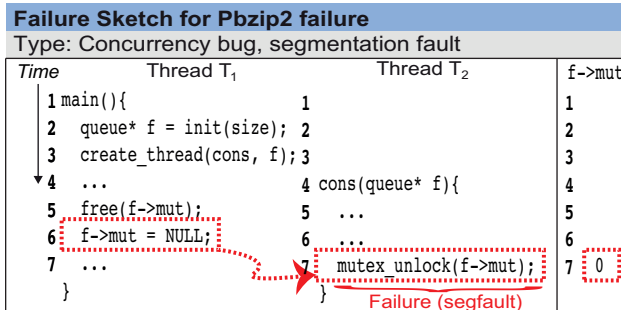 Failure Sketch for Pbzip2 failure
Type: Concurrency bug, segmentation fault
Time Thread T1 Thread T2 f->mut
1 main(){ 1 1
2 queue* f = init(size); 2 2
3 create_thread(cons, f); 3 3
4 ... 4 cons(queue* f){ 4
5 free(f->mut); 5 ... 5
6 f->mut = NULL; 6 ... 6
7 ... 7 mutex_unlock(f->mut); 7 0
} }
Failure (segfault)